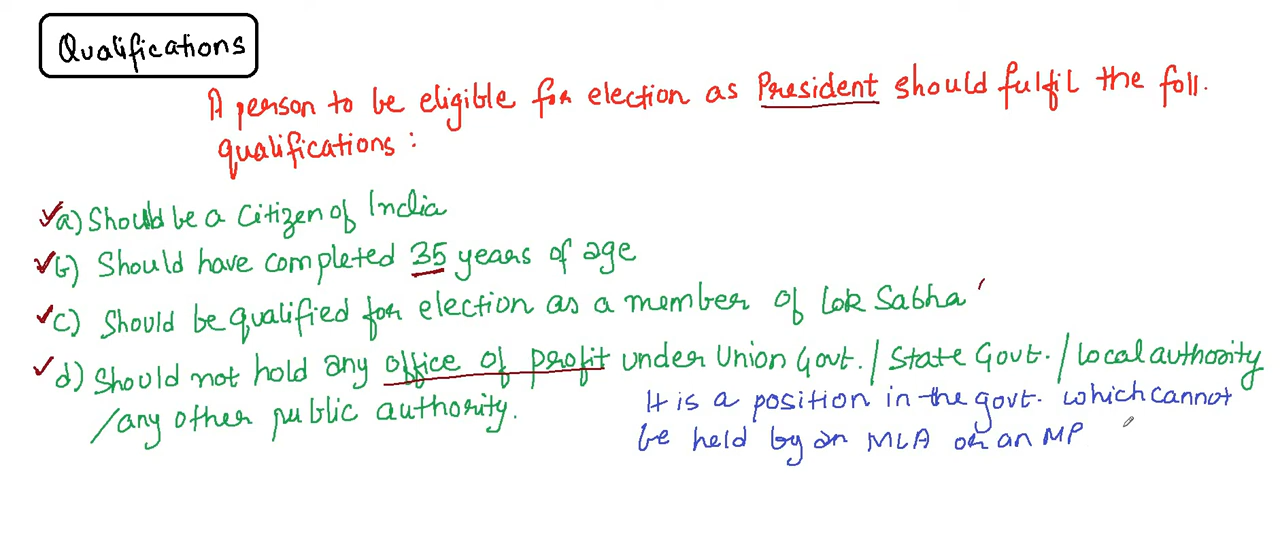 Qualifications
A person to be eligible for election as President should fulfil the foll.
qualifications :
a) Should be a Citizen of India
b) Should have completed 35 years of age
c) Should be qualified for election as a member of Lok Sabha
d) Should not hold any office of profit under Union Govt. / State Govt. / Local authority
/any other public authority.
It is a position in the govt. which cannot
be held by an MLA or an MP